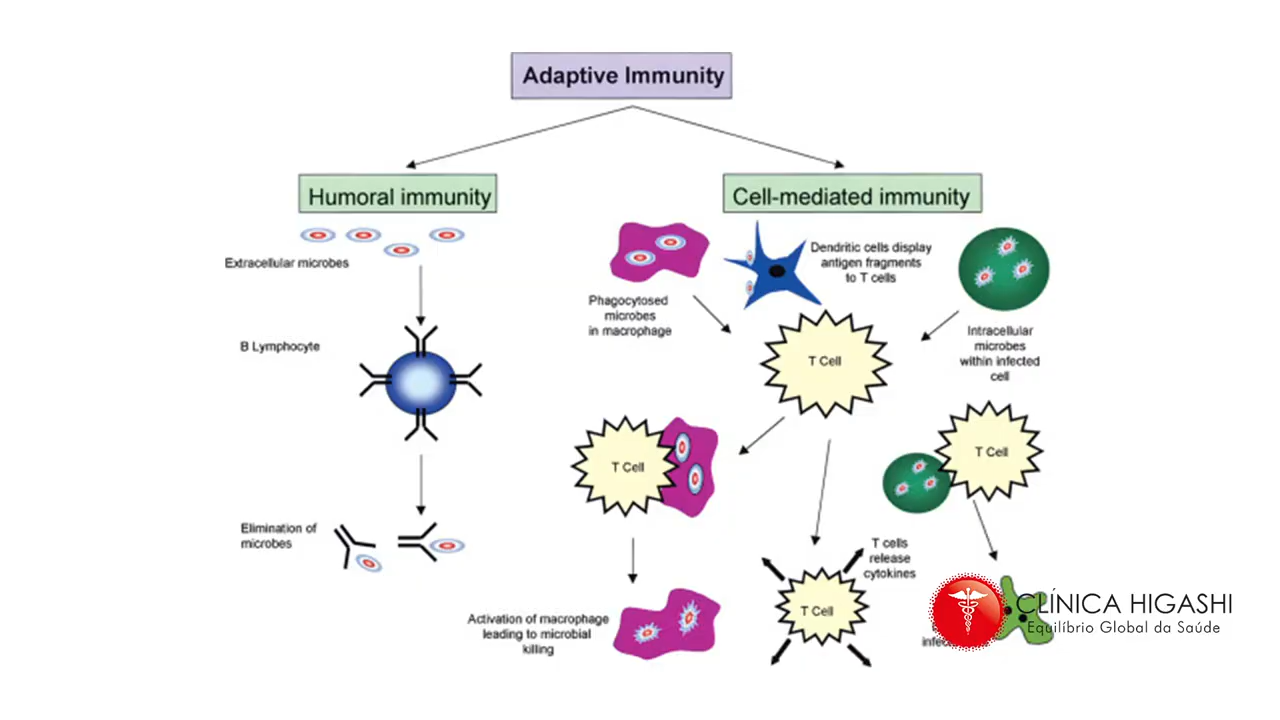 Adaptive Immunity
Humoral immunity
Cell-mediated immunity
Extracellular microbes
Phagocytosed
microbes
in macrophage
Dendritic cells display
antigen fragments
to T cells
Intracellular
microbes
within infected
cell
B Lymphocyte
T Cell
T Cell
T Cell
Elimination of
microbes
T cells
release
cytokines
T Cell
Activation of macrophage
leading to microbial
killing
CLÍNICA HIGASHI
Equilíbrio Global da Saúde